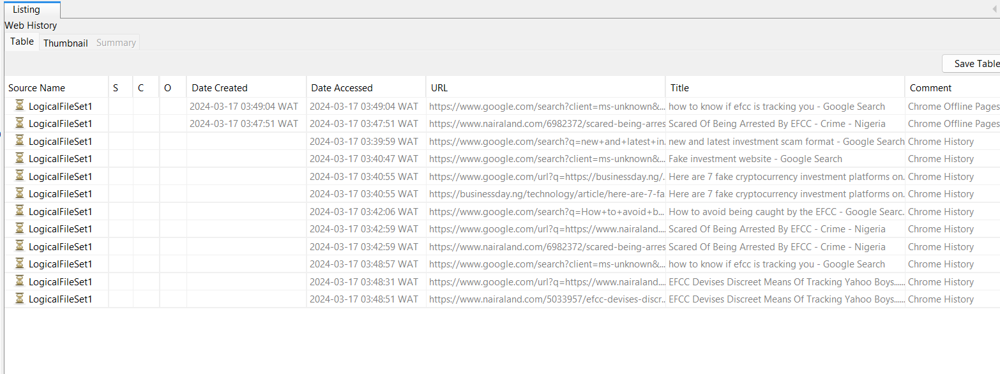 Listing
Web History
Table Thumbnail Summary
Save Table
Source Name S C O Date Created Date Accessed URL Title Comment
LogicalFileSet1 2024-03-17 03:49:04 WAT 2024-03-17 03:49:04 WAT https://www.google.com/search?client=ms-unknown&... how to know if efcc is tracking you - Google Search Chrome Offline Pages
LogicalFileSet1 2024-03-17 03:47:51 WAT 2024-03-17 03:47:51 WAT https://www.nairaland.com/6982372/scared-being-arres Scared Of Being Arrested By EFCC - Crime - Nigeria Chrome Offline Pages
LogicalFileSet1 2024-03-17 03:39:59 WAT https://www.google.com/search?q=new+and+latest+in... new and latest investment scam format - Google Search Chrome History
LogicalFileSet1 2024-03-17 03:40:47 WAT https://www.google.com/search?client=ms-unknown&... Fake investment website - Google Search Chrome History
LogicalFileSet1 2024-03-17 03:40:55 WAT https://www.google.com/url?q=https://businessday.ng/... Here are 7 fake cryptocurrency investment platforms on... Chrome History
LogicalFileSet1 2024-03-17 03:40:55 WAT https://businessday.ng/technology/article/here-are-7-fa Here are 7 fake cryptocurrency investment platforms on... Chrome History
LogicalFileSet1 2024-03-17 03:42:06 WAT https://www.google.com/search?q=How+to+avoid+b... How to avoid being caught by the EFCC - Google Searc... Chrome History
LogicalFileSet1 2024-03-17 03:42:59 WAT https://www.google.com/url?q=https://www.nairaland.... Scared Of Being Arrested By EFCC - Crime - Nigeria Chrome History
LogicalFileSet1 2024-03-17 03:42:59 WAT https://www.nairaland.com/6982372/scared-being-arres Scared Of Being Arrested By EFCC - Crime - Nigeria Chrome History
LogicalFileSet1 2024-03-17 03:48:57 WAT https://www.google.com/search?client=ms-unknown&... how to know if efcc is tracking you - Google Search Chrome History
LogicalFileSet1 2024-03-17 03:48:31 WAT https://www.google.com/url?q=https://www.nairaland.... EFCC Devises Discreet Means Of Tracking Yahoo Boys...... Chrome History
LogicalFileSet1 2024-03-17 03:48:51 WAT https://www.nairaland.com/5033957/efcc-devises-discr... EFCC Devises Discreet Means Of Tracking Yahoo Boys...... Chrome History